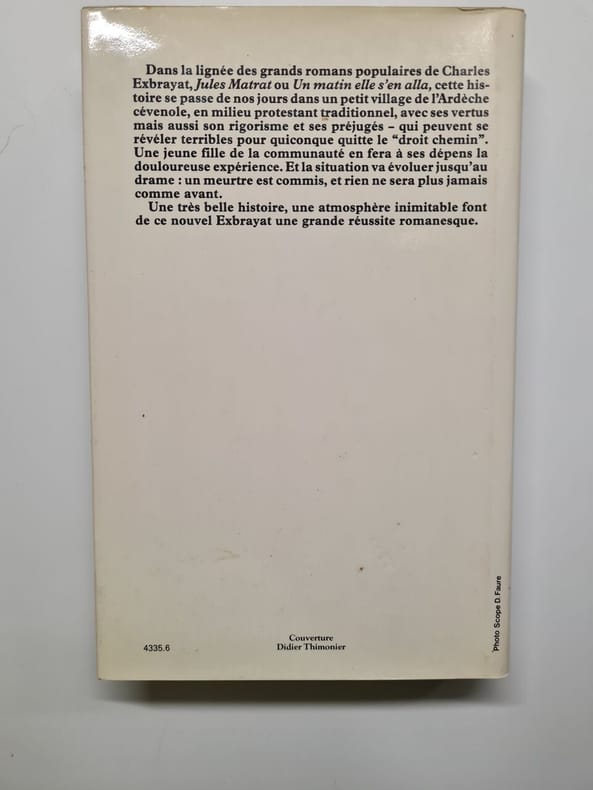 Dans la lignée des grands romans populaires de Charles
Exbrayat, Jules Matrat ou Un matin elle s'en alla, cette his-
toire se passe de nos jours dans un petit village de l'Ardèche
cévenole, en milieu protestant traditionnel, avec ses vertus
mais aussi son rigorisme et ses préjugés – qui peuvent se
révéler terribles pour quiconque quitte le “droit chemin”.
Une jeune fille de la communauté en fera à ses dépens la
douloureuse expérience. Et la situation va évoluer jusqu'au
drame : un meurtre est commis, et rien ne sera plus jamais
comme avant.
Une très belle histoire, une atmosphère inimitable font
de ce nouvel Exbrayat une grande réussite romanesque.
4335.6
Couverture
Didier Thimonier
Photo Scope D. Faure